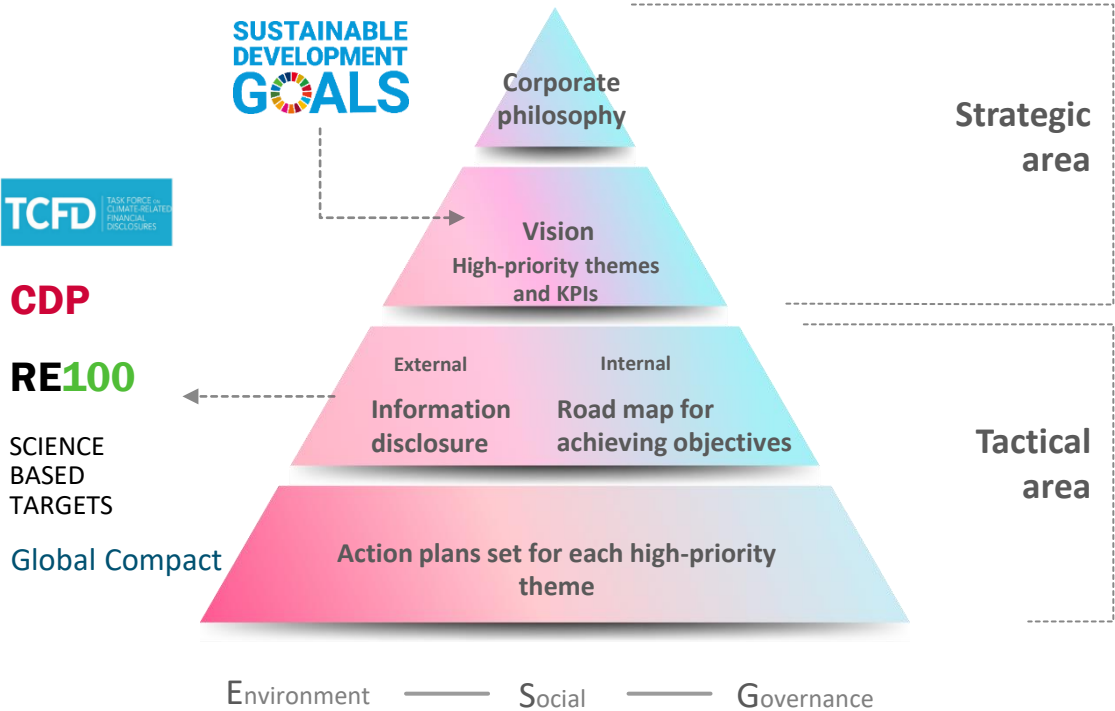 SUSTAINABLE
DEVELOPMENT
GOALS
Corporate
philosophy
Strategic
area
TCFD
TASK FORCE ON
CLIMATE-RELATED
FINANCIAL
DISCLOSURES
Vision
High-priority themes
and KPIs
CDP
RE100
External
Internal
Information
disclosure
Road map for
achieving objectives
SCIENCE
BASED
TARGETS
Tactical
area
Global Compact
Action plans set for each high-priority
theme
Environment
Social
Governance